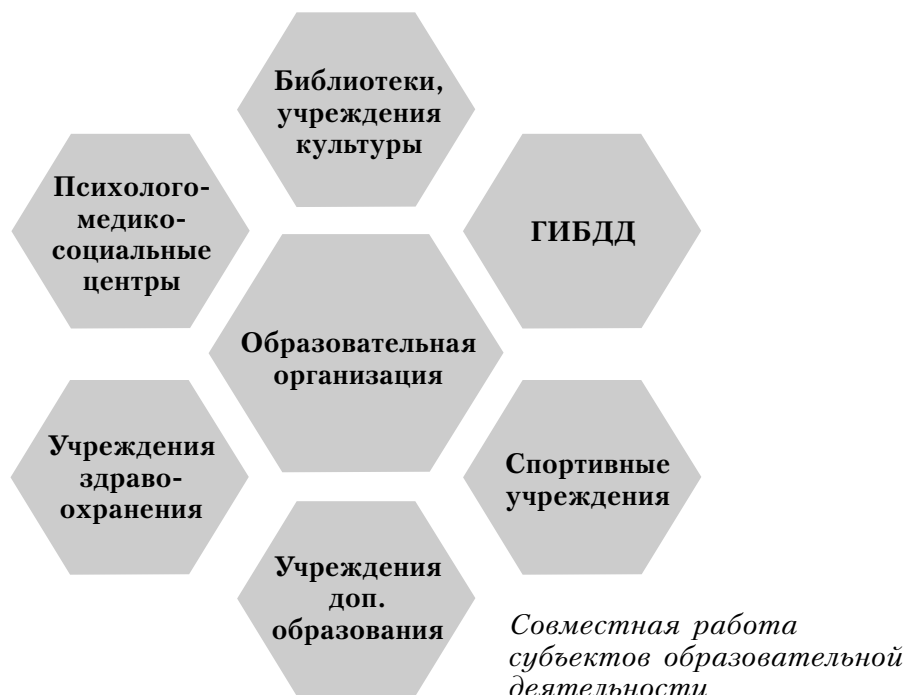 Библиотеки,
учреждения
культуры
Психолого-
медико-
социальные
центры
ГИБДД
Образовательная
организация
Учреждения
здраво-
охранения
Спортивные
учреждения
Учреждения
доп.
образования
Совместная работа
субъектов образовательной
деятельности